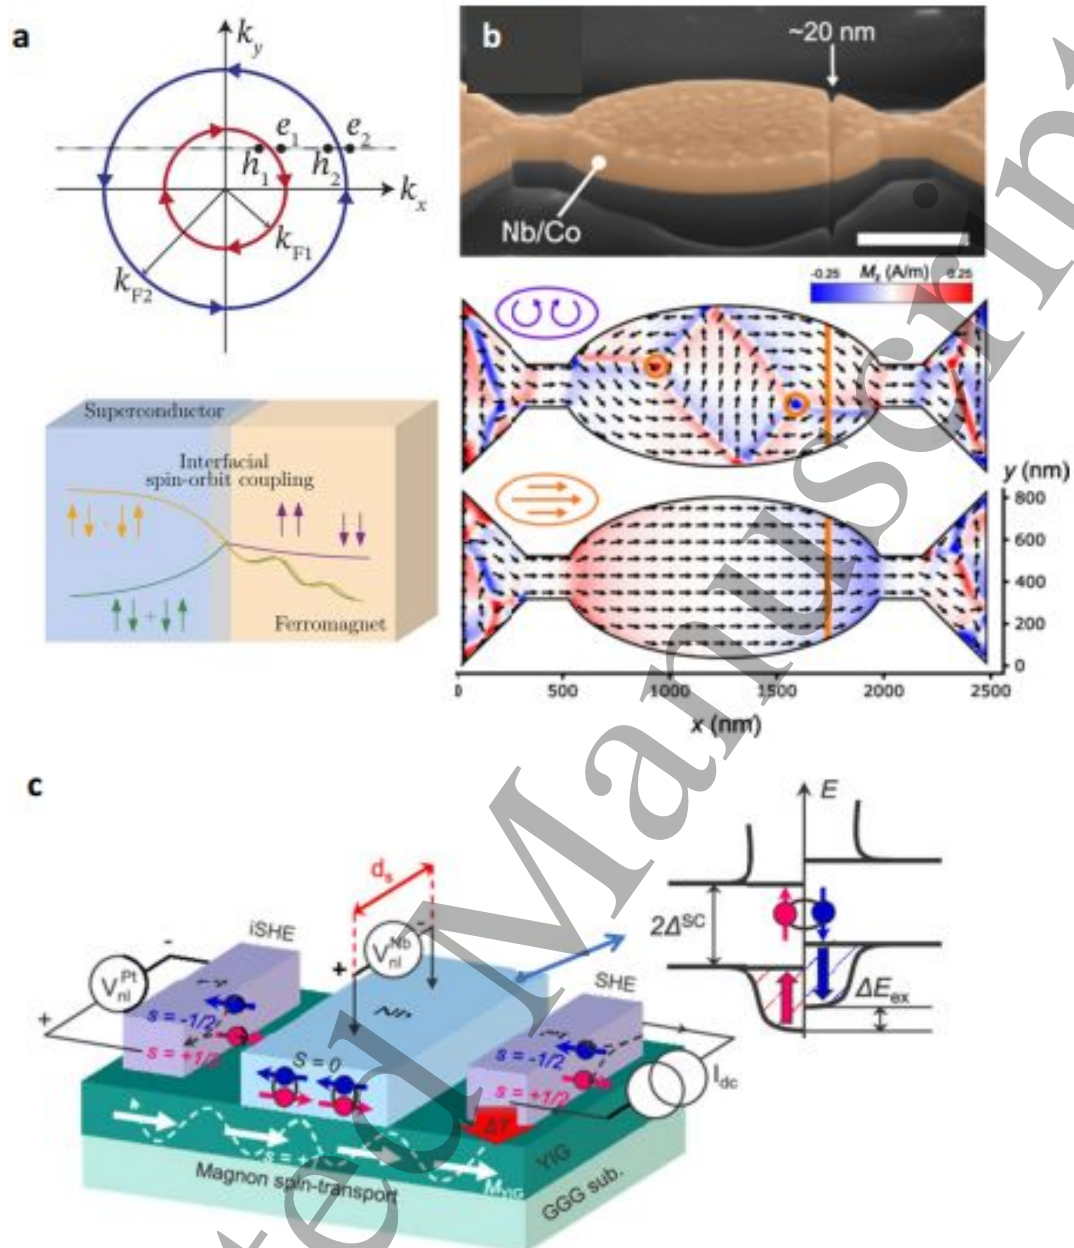 a
k_y
e_1
e_2
h_1
h_2
k_x
k_F1
k_F2
Superconductor
Interfacial
spin-orbit coupling
Ferromagnet
b
~20 nm
Nb/Co
-0.25 M_z (A/m) 0.25
y (nm)
800
600
400
200
0
0 500 1000 1500 2000 2500
x (nm)
c
d_s
iSHE
V_nl^Pt
-
+
V_nl^Nb
-
+
SHE
s = -1/2
s = +1/2
S = 0
s = -1/2
s = +1/2
I_dc
ΔT
YIG
M_YIG
Magnon spin-transport
GGG sub.
E
2Δ^SC
ΔE_ex
ted Manuscript